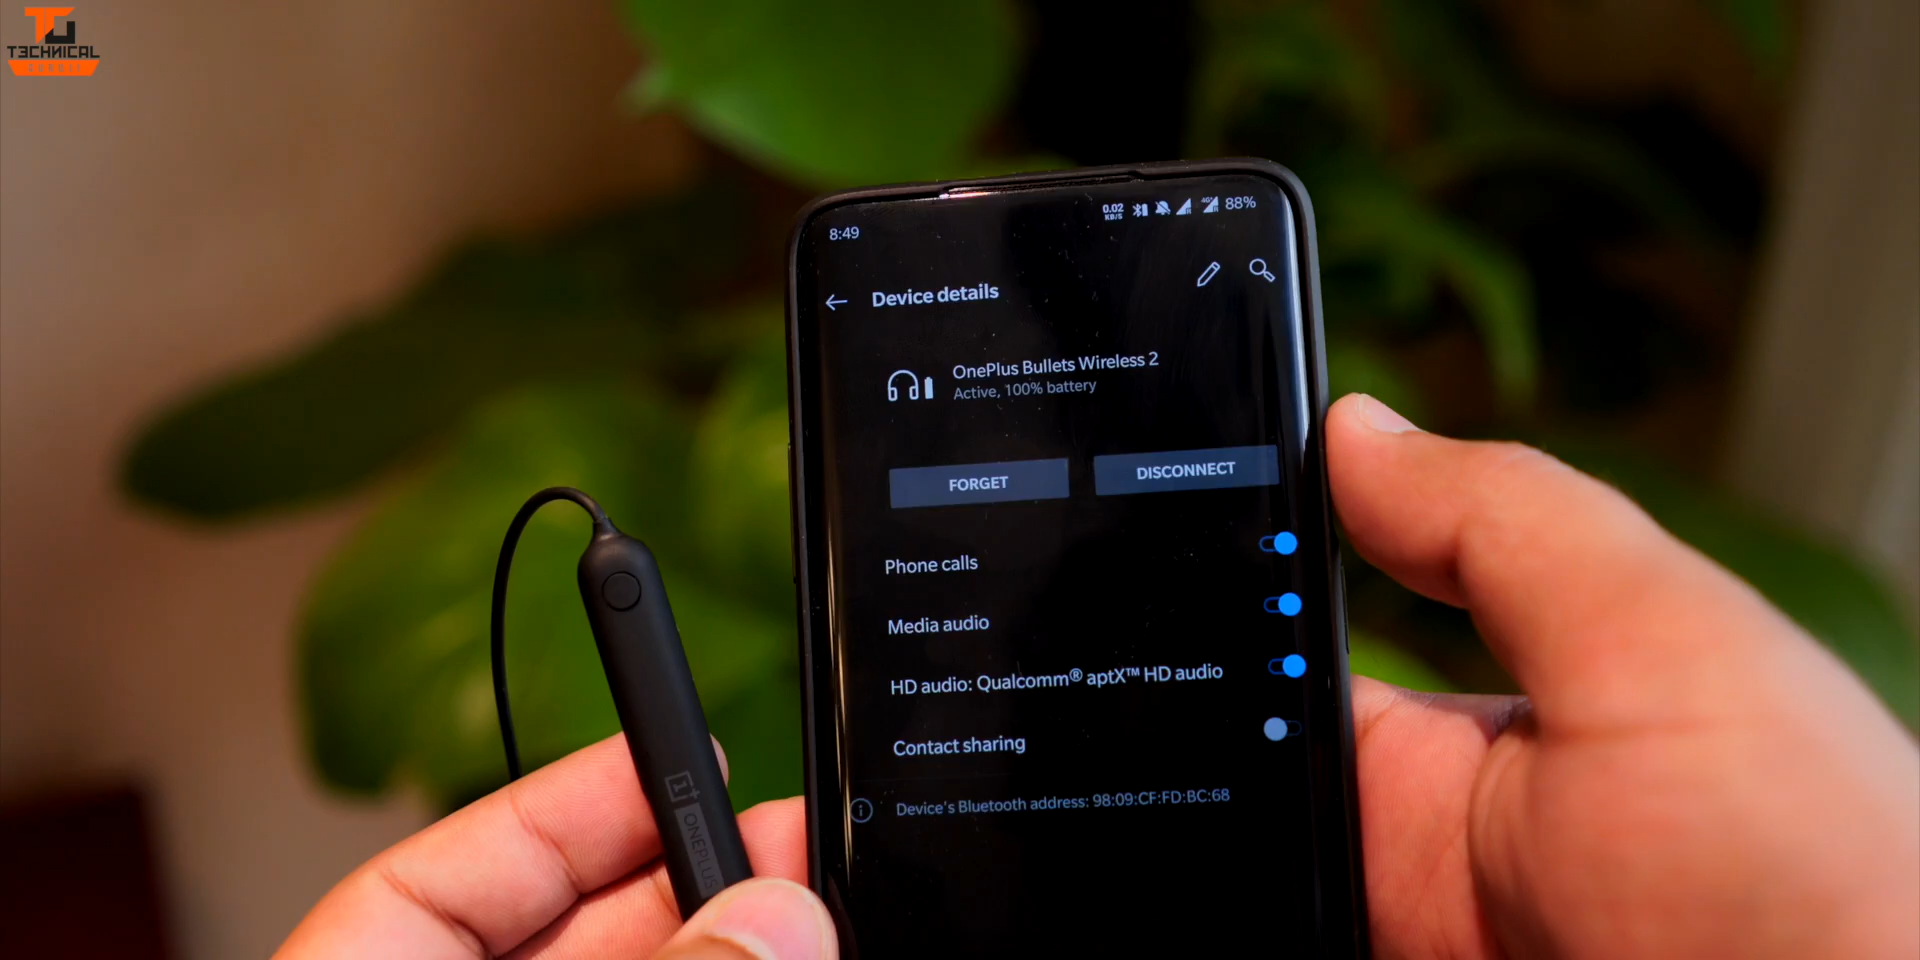 TECHNICAL
8:49
0.02
KB/S
4G+
88%
Device details
OnePlus Bullets Wireless 2
Active, 100% battery
FORGET
DISCONNECT
Phone calls
Media audio
HD audio: Qualcomm® aptX™ HD audio
Contact sharing
Device's Bluetooth address: 98:09:CF:FD:BC:68
ONEPLUS